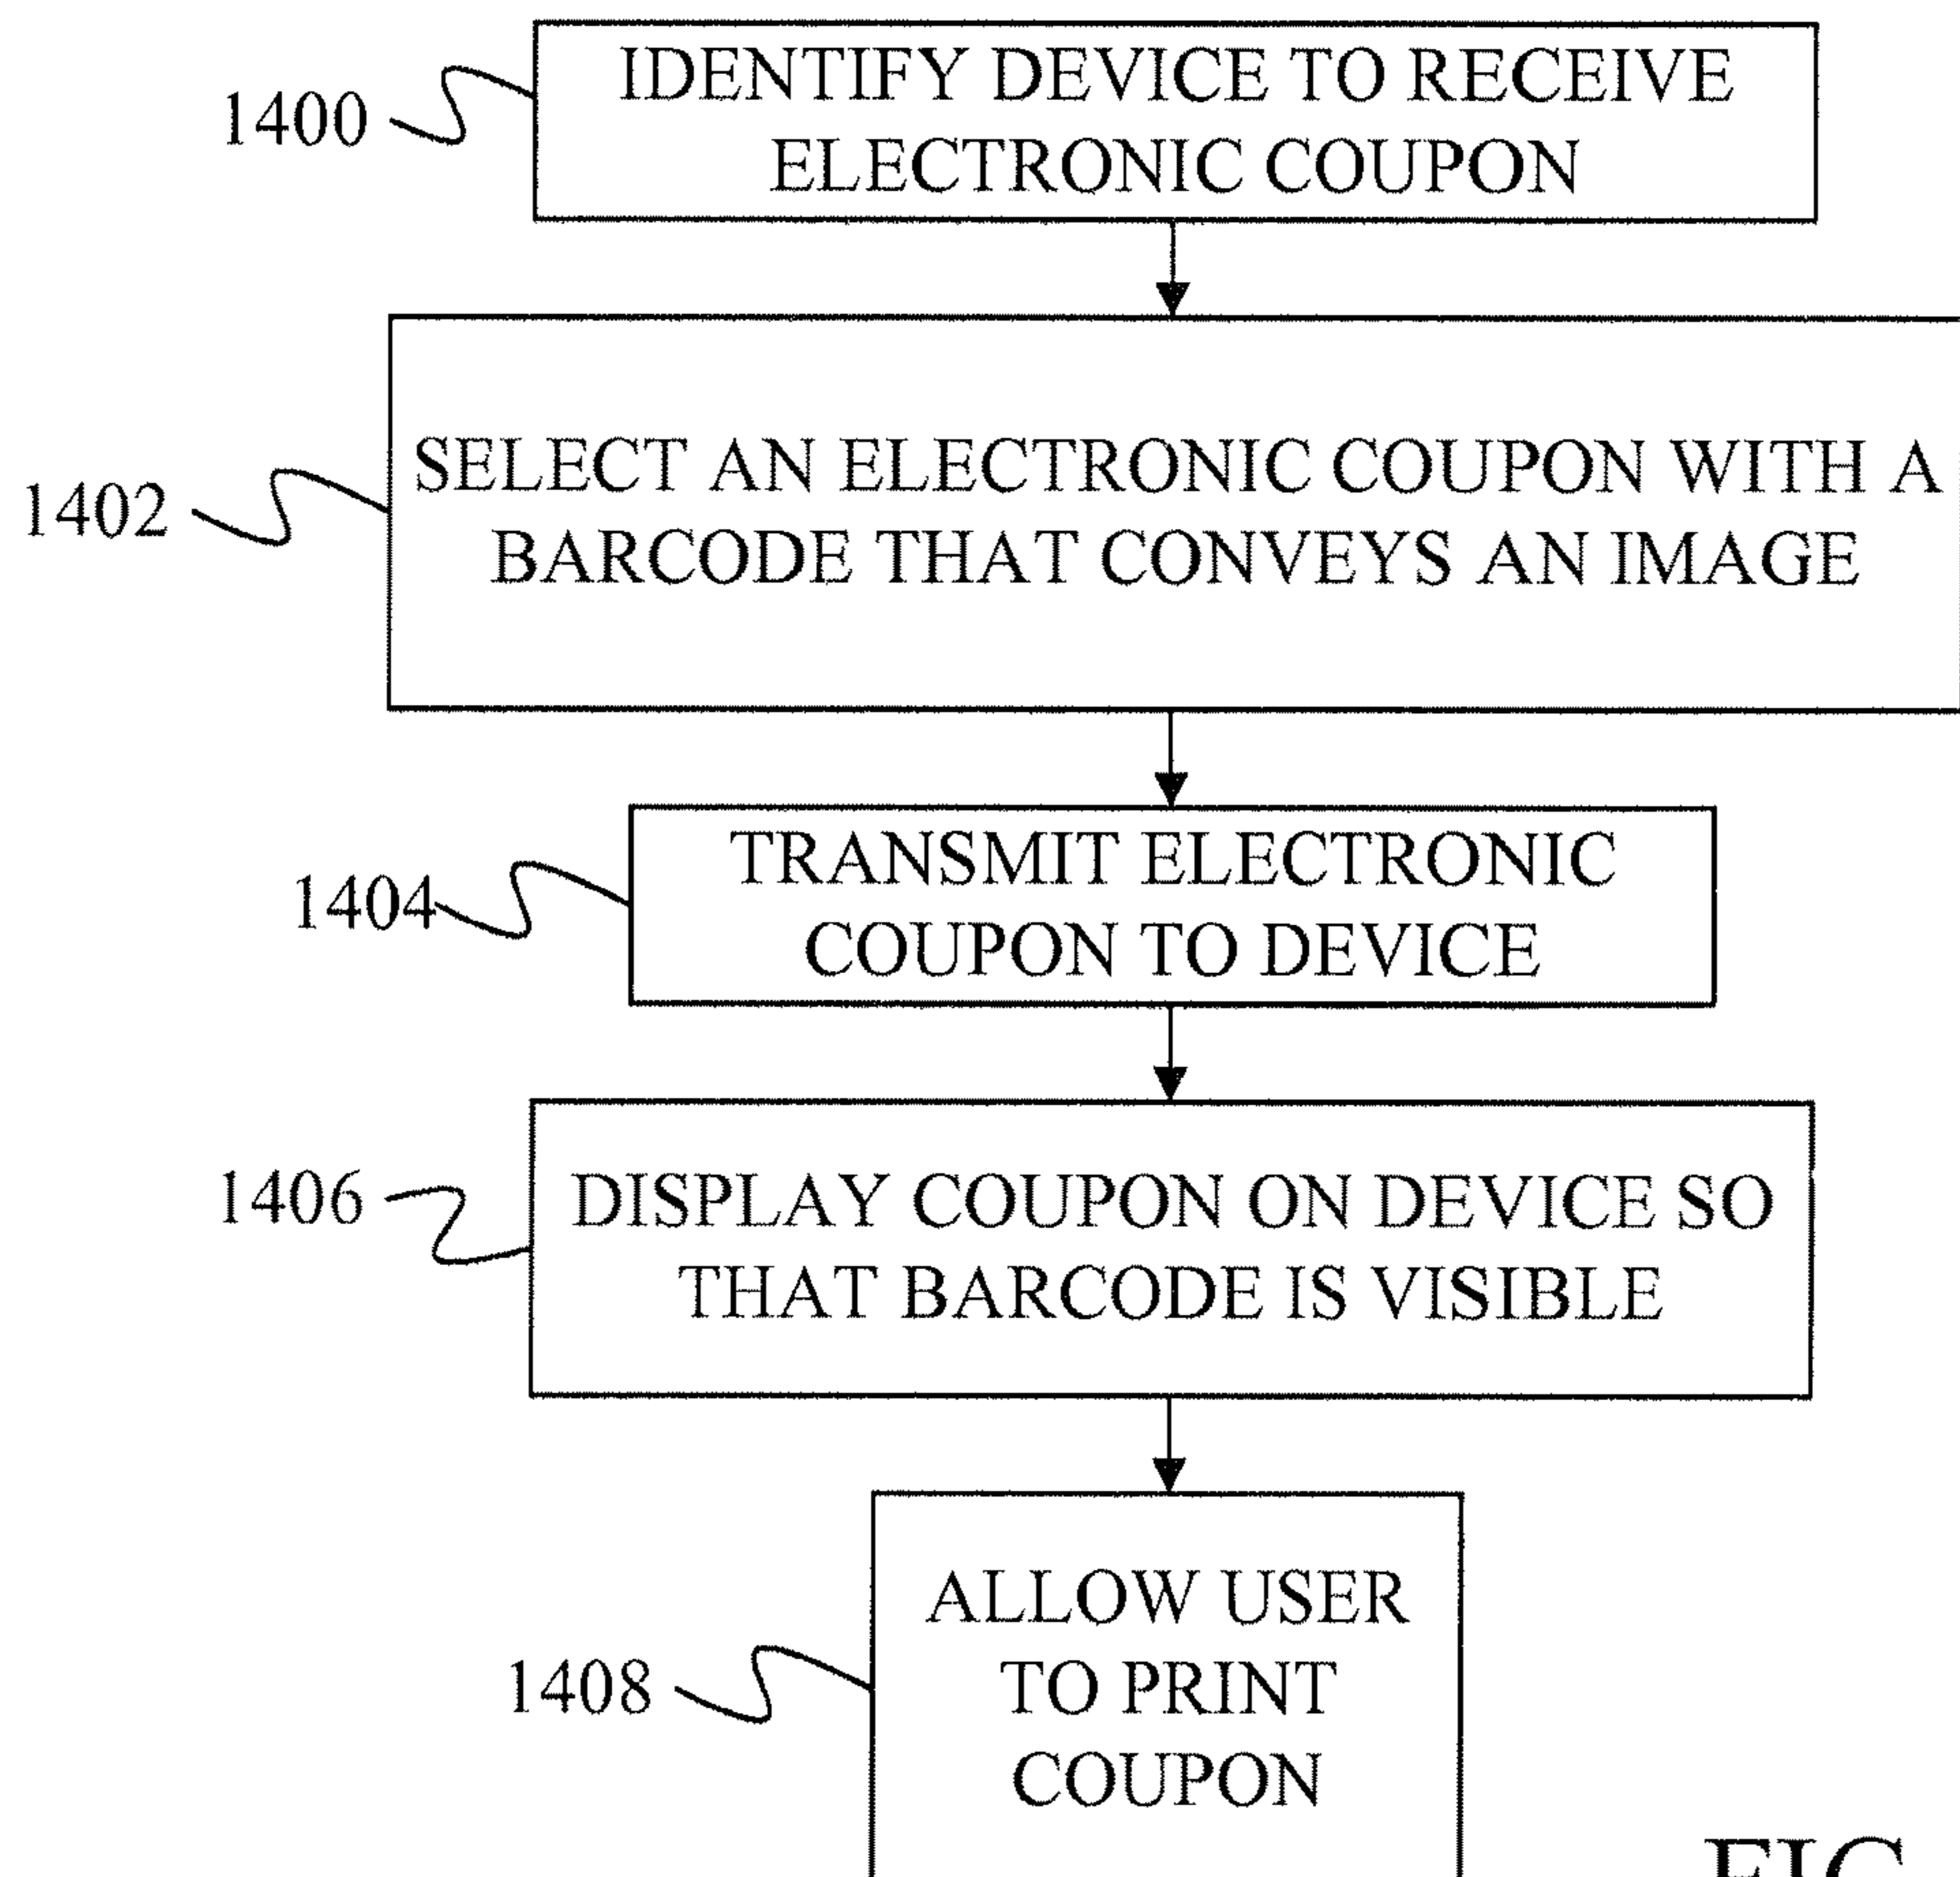 1400
IDENTIFY DEVICE TO RECEIVE
ELECTRONIC COUPON
1402
SELECT AN ELECTRONIC COUPON WITH A
BARCODE THAT CONVEYS AN IMAGE
1404
TRANSMIT ELECTRONIC
COUPON TO DEVICE
1406
DISPLAY COUPON ON DEVICE SO
THAT BARCODE IS VISIBLE
1408
ALLOW USER
TO PRINT
COUPON
FIG